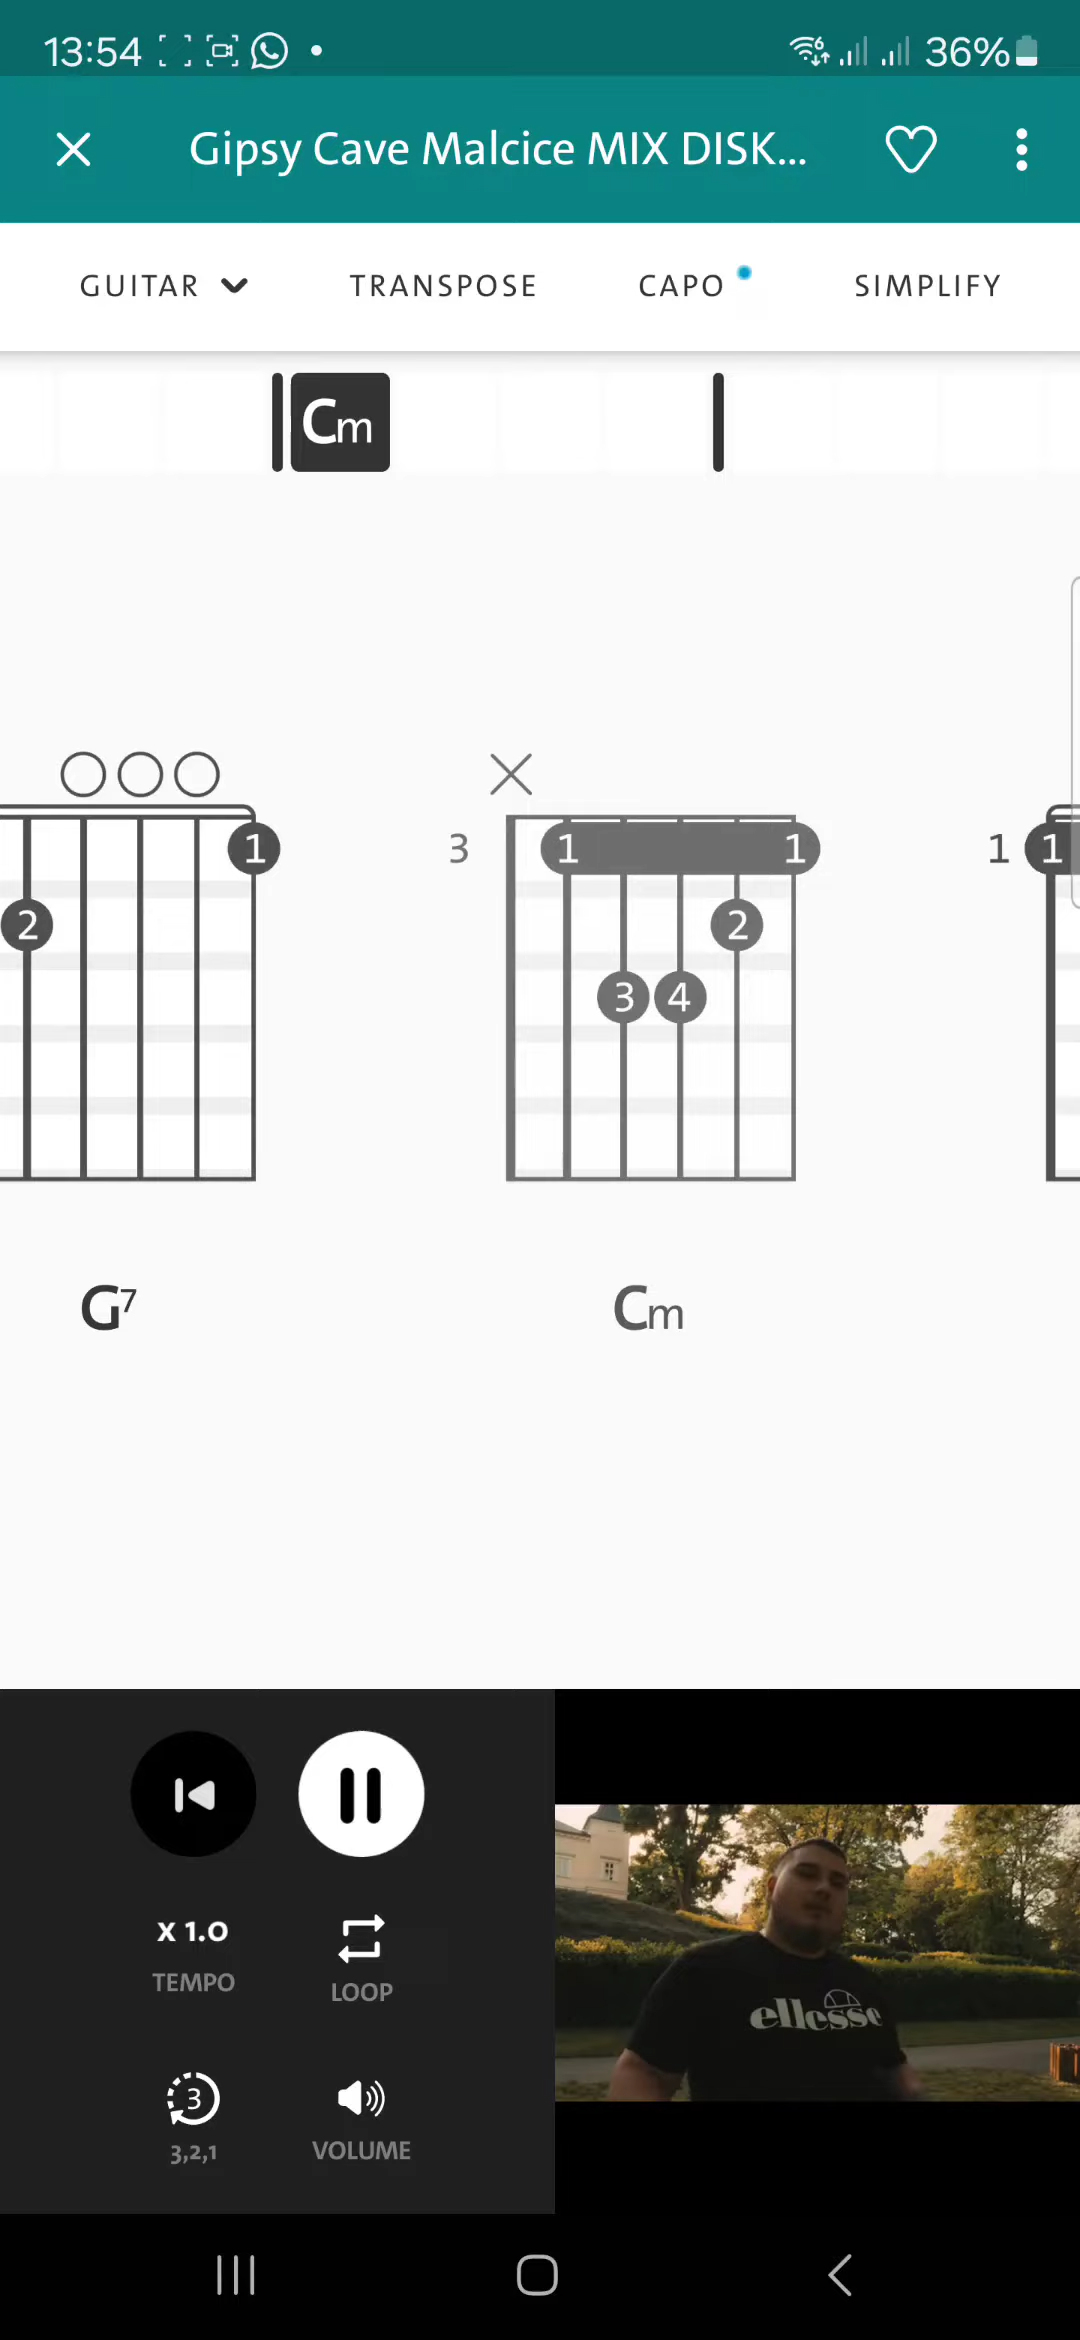 13:54 36%
Gipsy Cave Malcice MIX DISK...
GUITAR TRANSPOSE CAPO SIMPLIFY
Cm
1 3 1 1 1 1
2 2
3 4
G7 Cm
x 1.0
TEMPO LOOP
3
3,2,1 VOLUME
ellesse